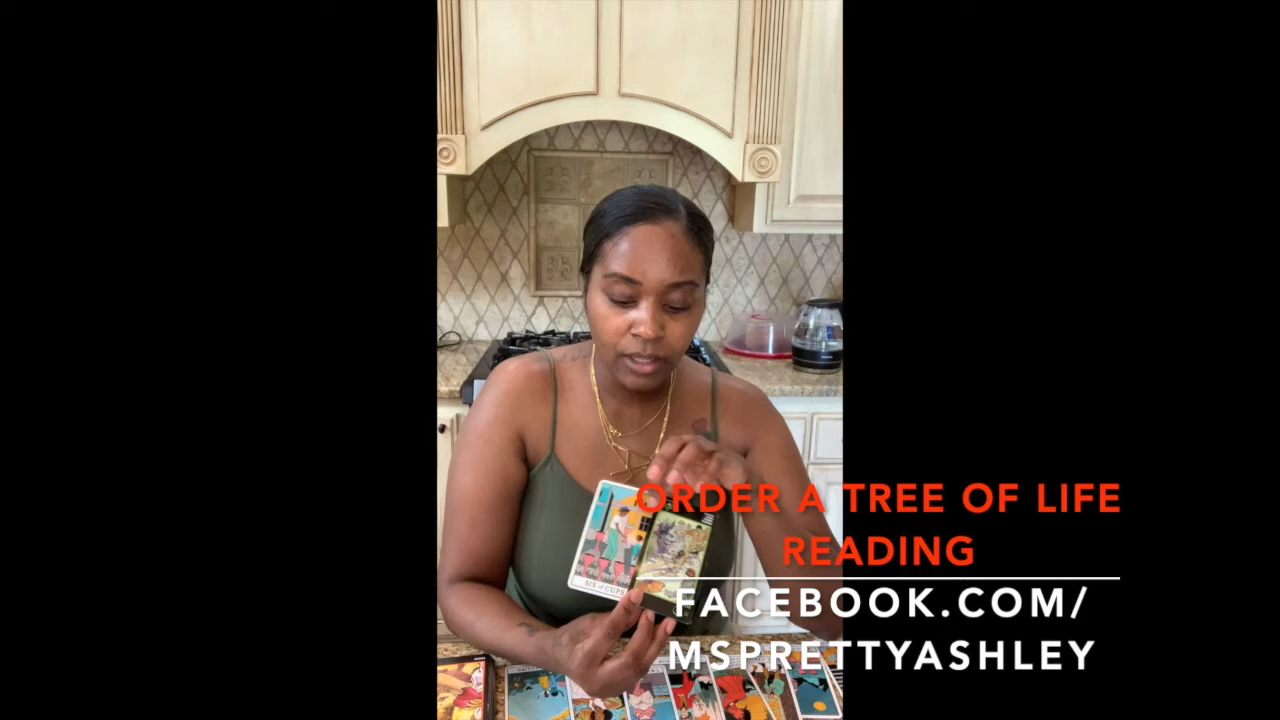 SIX of CUPS
ORDER A TREE OF LIFE
READING
FACEBOOK.COM/
MSPRETTYASHLEY